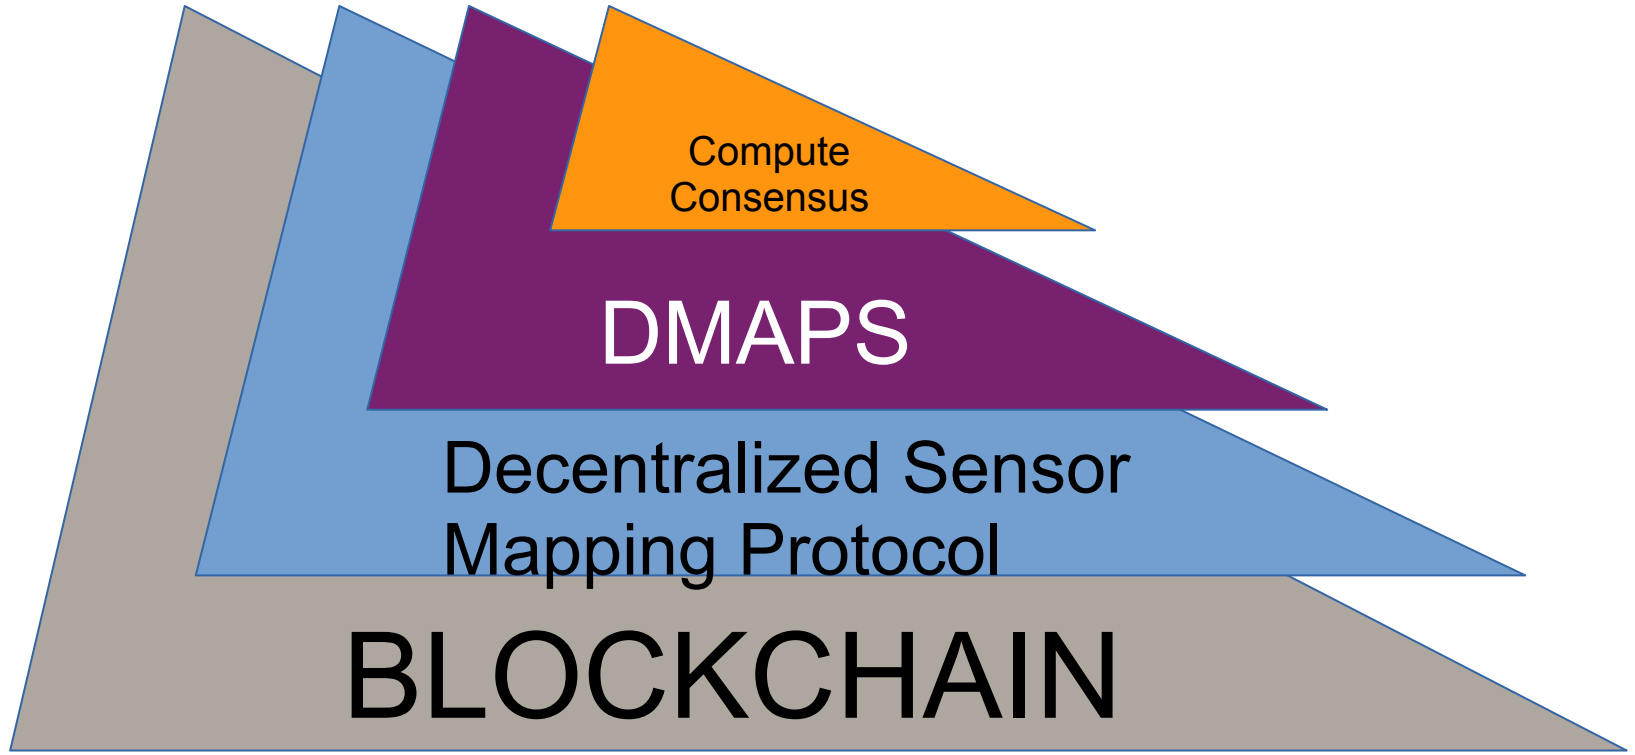 Compute
Consensus
DMAPS
Decentralized Sensor
Mapping Protocol
BLOCKCHAIN